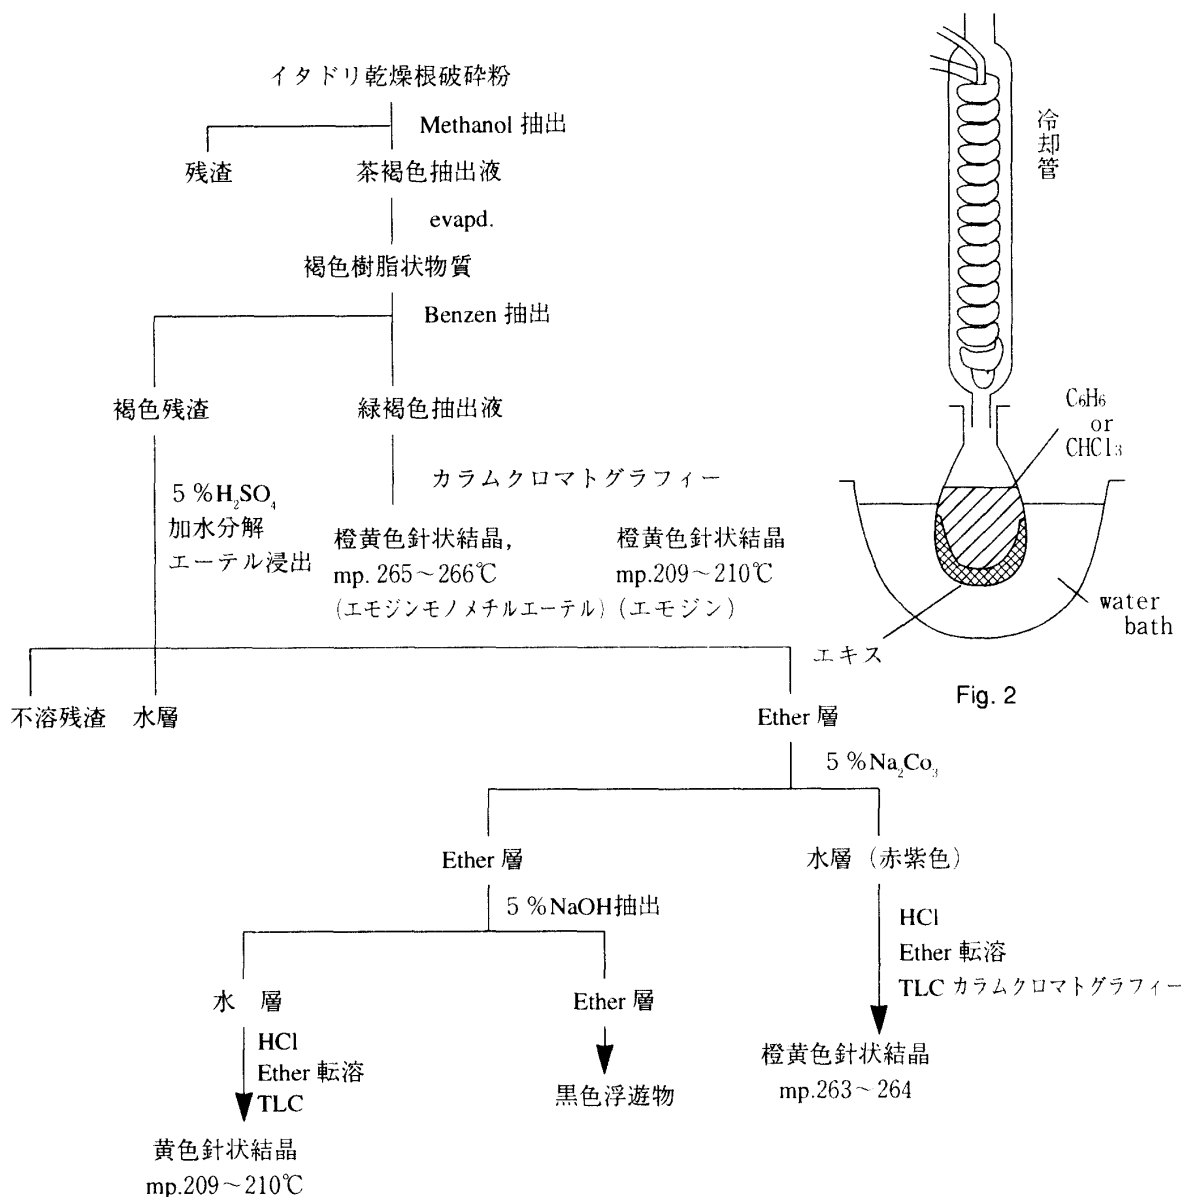 イタドリ乾燥根破砕粉
Methanol 抽出
残渣
茶褐色抽出液
evapd.
褐色樹脂状物質
Benzen 抽出
褐色残渣
緑褐色抽出液
カラムクロマトグラフィー
5%H₂SO₄
加水分解
エーテル浸出
橙黄色針状結晶,
mp. 265～266℃
(エモジンモノメチルエーテル)
橙黄色針状結晶
mp.209～210℃
(エモジン)
不溶残渣
水層
Ether 層
5%Na₂Co₃
Ether 層
水層 (赤紫色)
5%NaOH抽出
HCl
Ether 転溶
TLC カラムクロマトグラフィー
水 層
Ether 層
HCl
Ether 転溶
TLC
黒色浮遊物
橙黄色針状結晶
mp.263～264
黄色針状結晶
mp.209～210℃
冷却管
C₆H₆
or
CHCl₃
water
bath
エキス
Fig. 2